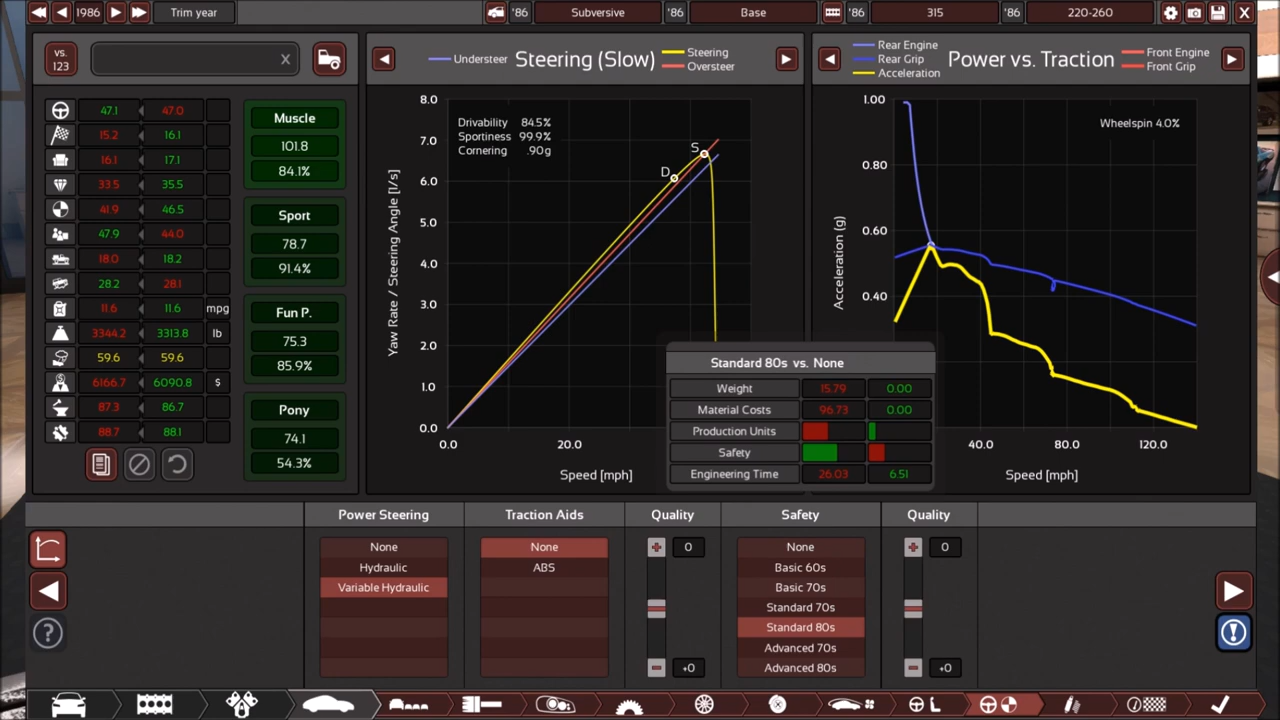 1986 Trim year '86 Subversive '86 Base '86 315 '86 220-260
vs.
123
x
47.1 47.0
15.2 16.1
16.1 17.1
33.5 35.5
41.9 46.5
47.9 44.0
18.0 18.2
28.2 28.1
11.6 11.6 mpg
3344.2 3313.8 lb
59.6 59.6
6166.7 6090.8 $
87.3 86.7
88.7 88.1
Muscle
101.8
84.1%
Sport
78.7
91.4%
Fun P.
75.3
85.9%
Pony
74.1
54.3%
Understeer Steering (Slow) Steering
Oversteer
Drivability 84.5%
Sportiness 99.9%
Cornering .90g
S
D
Yaw Rate / Steering Angle [1/s]
8.0
7.0
6.0
5.0
4.0
3.0
2.0
1.0
0.0
0.0 20.0
Speed [mph]
Rear Engine
Rear Grip
Acceleration
Power vs. Traction
Front Engine
Front Grip
Wheelspin 4.0%
Acceleration (g)
1.00
0.80
0.60
0.40
40.0 80.0 120.0
Speed [mph]
Standard 80s vs. None
Weight 15.79 0.00
Material Costs 96.73 0.00
Production Units
Safety
Engineering Time 26.03 6.51
Power Steering
None
Hydraulic
Variable Hydraulic
Traction Aids
None
ABS
Quality
+ 0
- +0
Safety
None
Basic 60s
Basic 70s
Standard 70s
Standard 80s
Advanced 70s
Advanced 80s
Quality
+ 0
- +0
?